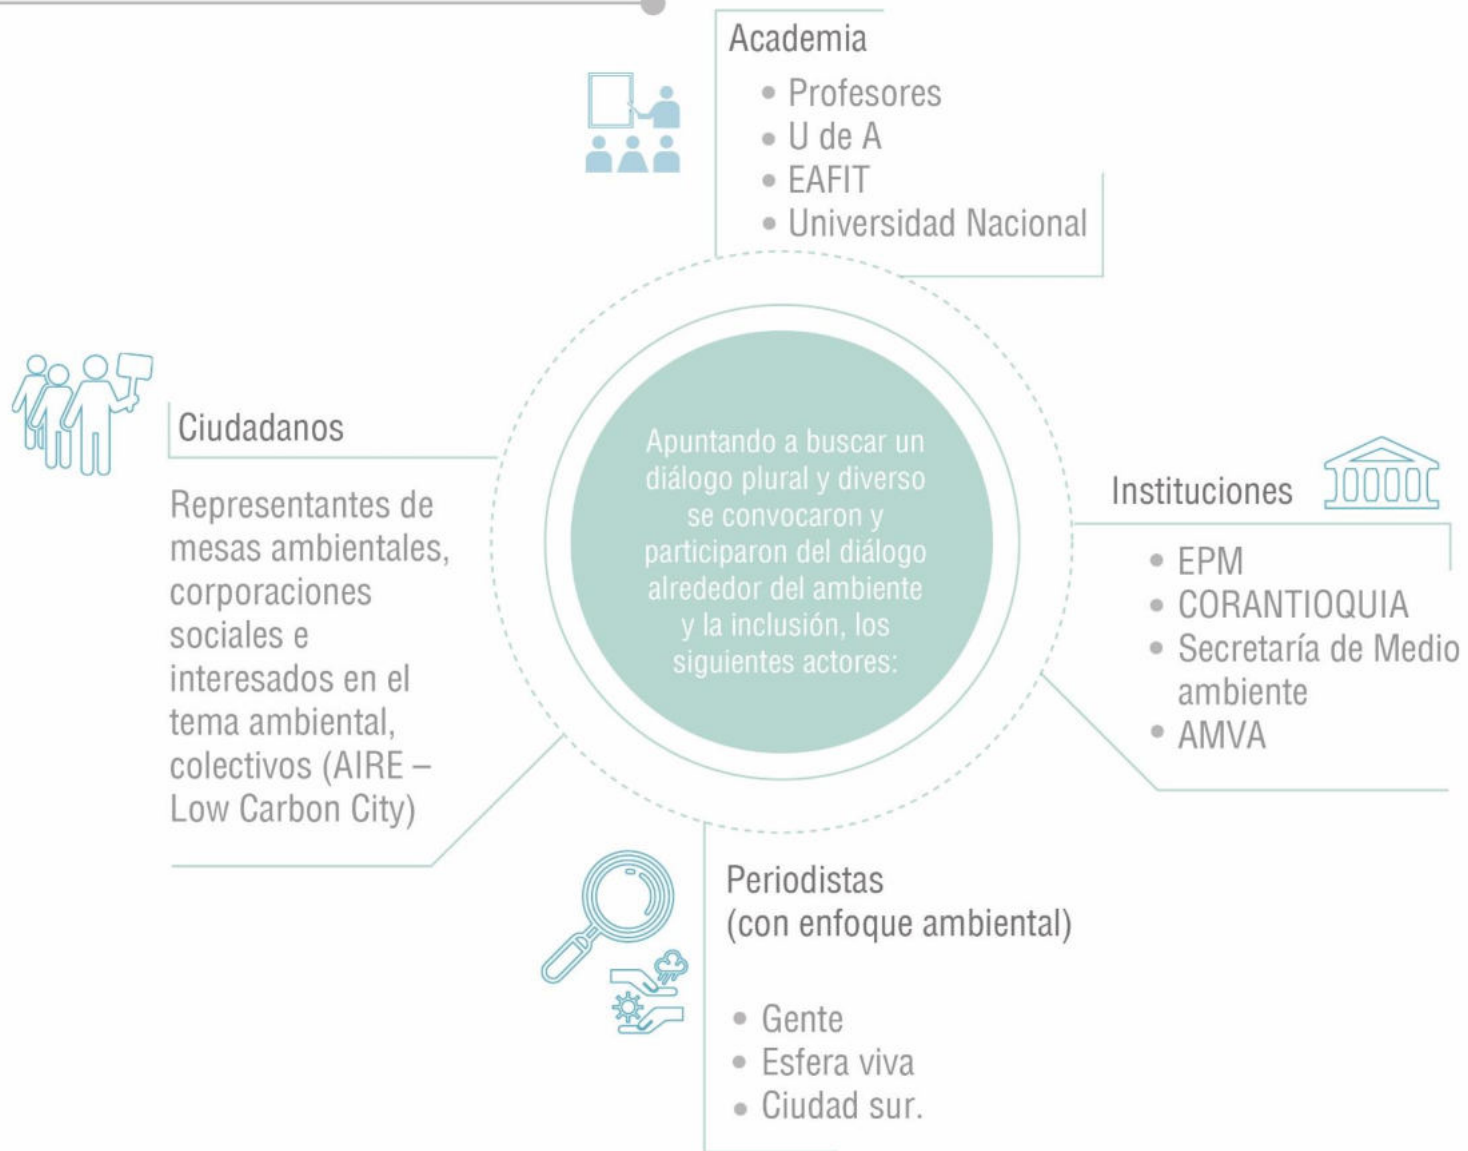 Academia
• Profesores
• U de A
• EAFIT
• Universidad Nacional
Ciudadanos
Representantes de
mesas ambientales,
corporaciones
sociales e
interesados en el
tema ambiental,
colectivos (AIRE –
Low Carbon City)
Apuntando a buscar un
diálogo plural y diverso
se convocaron y
participaron del diálogo
alrededor del ambiente
y la inclusión, los
siguientes actores:
Instituciones
• EPM
• CORANTIOQUIA
• Secretaría de Medio
ambiente
• AMVA
Periodistas
(con enfoque ambiental)
• Gente
• Esfera viva
• Ciudad sur.